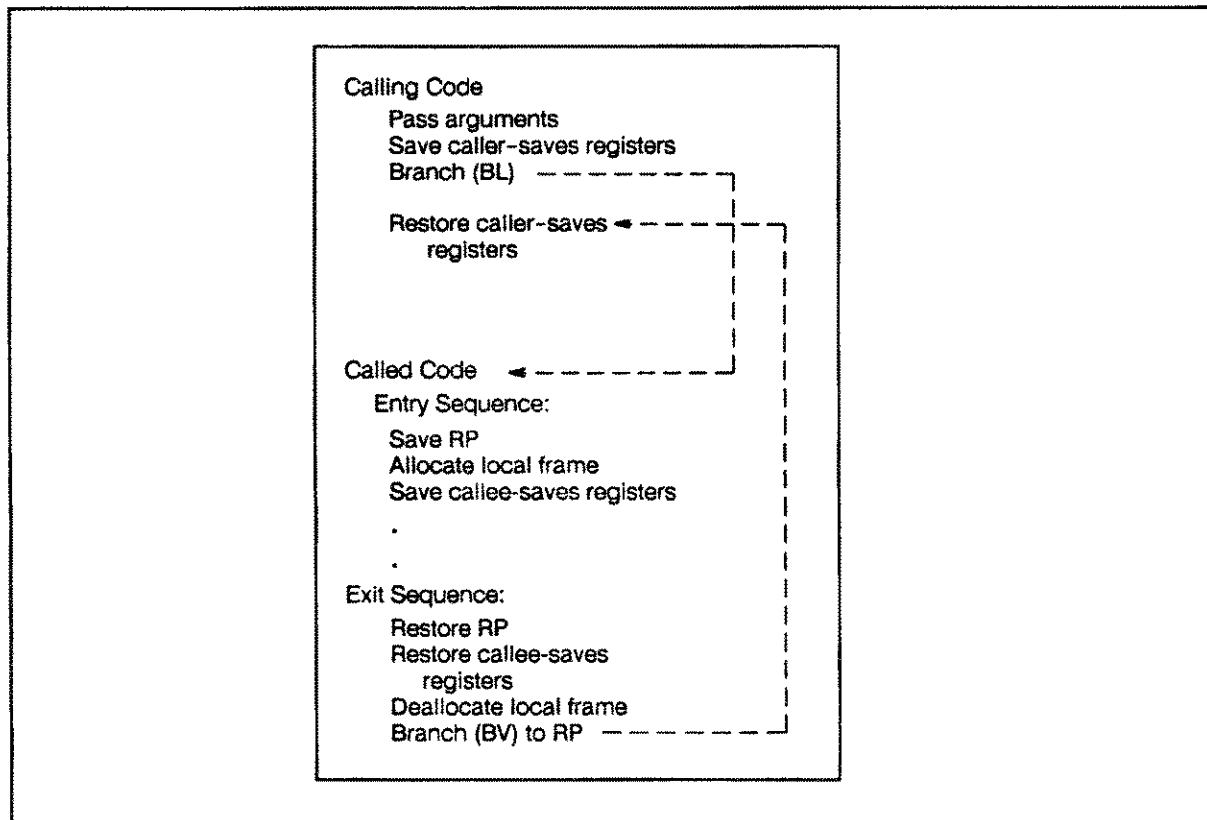 Calling Code
Pass arguments
Save caller-saves registers
Branch (BL)
Restore caller-saves
registers
Called Code
Entry Sequence:
Save RP
Allocate local frame
Save callee-saves registers
.
.
Exit Sequence:
Restore RP
Restore callee-saves
registers
Deallocate local frame
Branch (BV) to RP